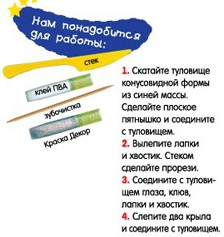 Нам понадобится
для работы:
стек
клей ПВА
зубочистка
Краска Декор
1. Скатайте туловище
конусовидной формы
из синей массы.
Сделайте плоское
пятнышко и соедините
с туловищем.
2. Вылепите лапки
и хвостик. Стеком
сделайте прорези.
3. Соедините с тулови-
щем глаза, клюв,
лапки и хвостик.
4. Слепите два крыла
и соедините с туловищем.